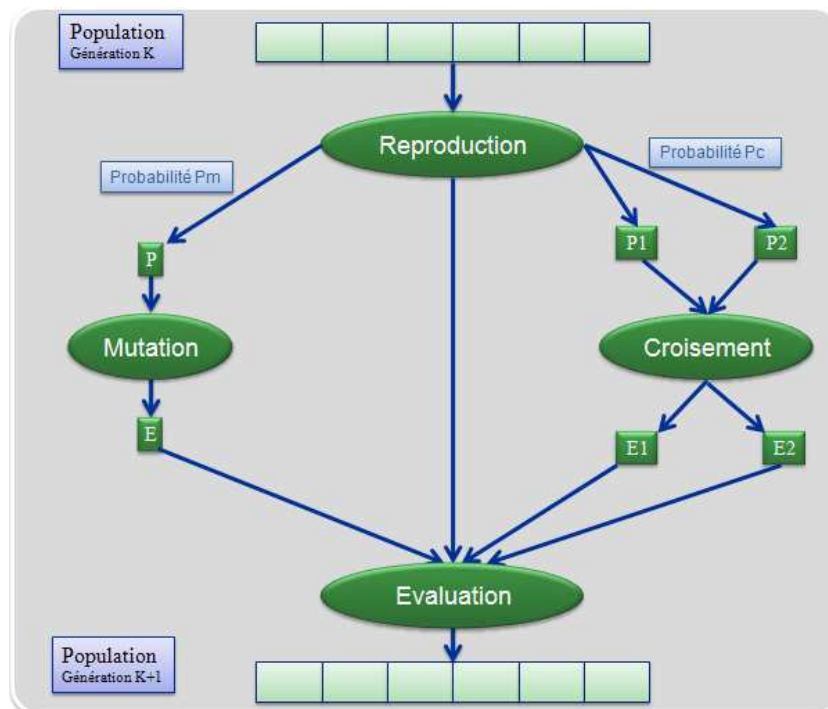 Population
Génération K
Reproduction
Probabilité Pm
Probabilité Pc
P
P1
P2
Mutation
Croisement
E
E1
E2
Evaluation
Population
Génération K+1